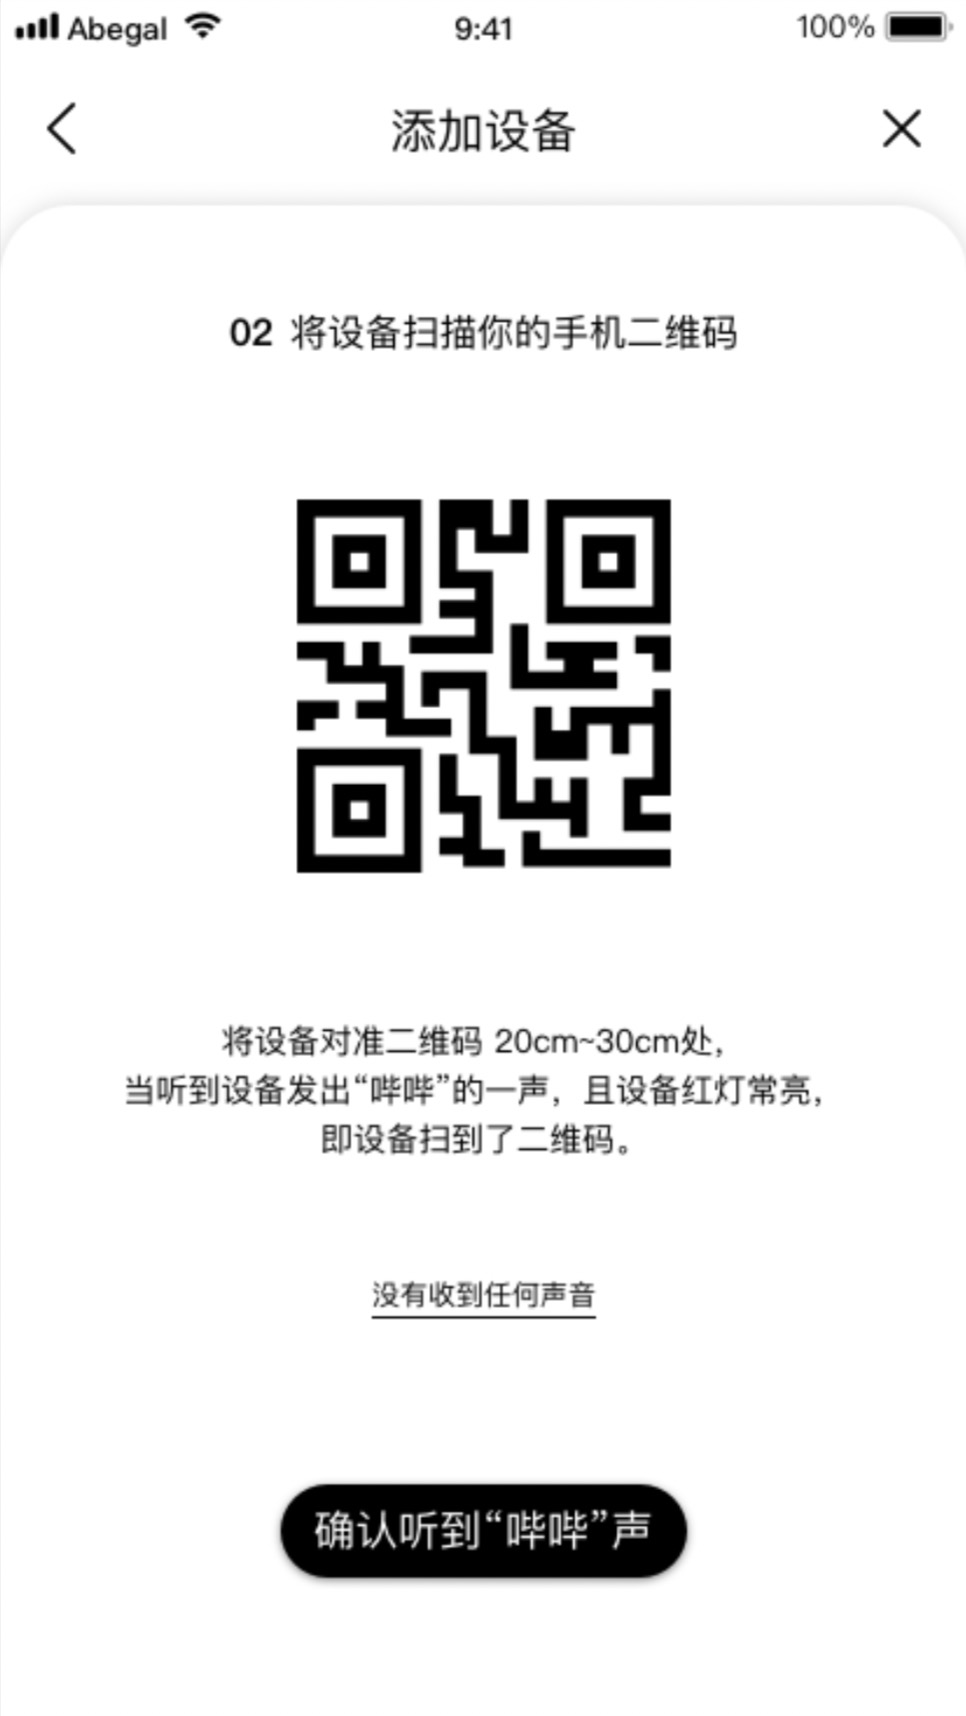 Abegal 9:41 100%
添加设备
02 将设备扫描你的手机二维码
将设备对准二维码 20cm~30cm处，
当听到设备发出“哔哔”的一声，且设备红灯常亮，
即设备扫到了二维码。
没有收到任何声音
确认听到“哔哔”声